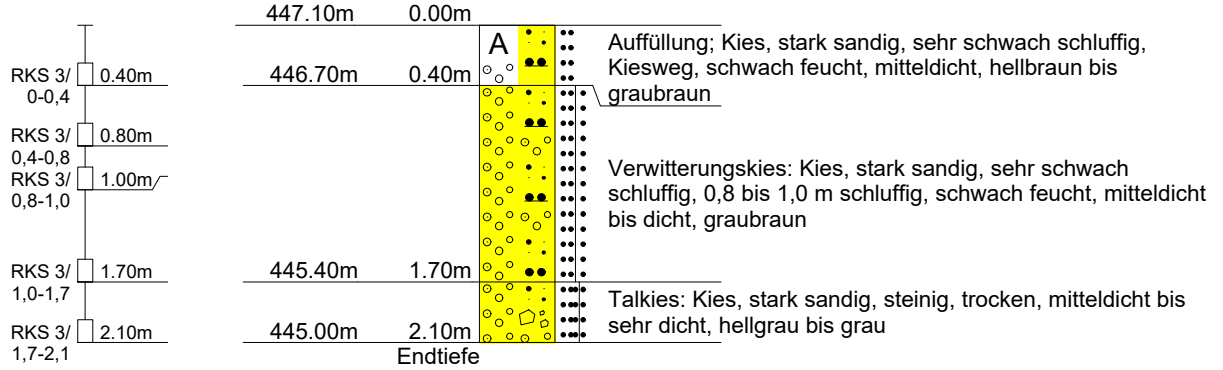 447.10m 0.00m
A
Auffüllung; Kies, stark sandig, sehr schwach schluffig,
Kiesweg, schwach feucht, mitteldicht, hellbraun bis
graubraun
RKS 3/ 0.40m
0-0,4
446.70m 0.40m
RKS 3/ 0.80m
0,4-0,8
RKS 3/ 1.00m
0,8-1,0
Verwitterungskies: Kies, stark sandig, sehr schwach
schluffig, 0,8 bis 1,0 m schluffig, schwach feucht, mitteldicht
bis dicht, graubraun
RKS 3/ 1.70m
1,0-1,7
445.40m 1.70m
Talkies: Kies, stark sandig, steinig, trocken, mitteldicht bis
sehr dicht, hellgrau bis grau
RKS 3/ 2.10m
1,7-2,1
445.00m 2.10m
Endtiefe